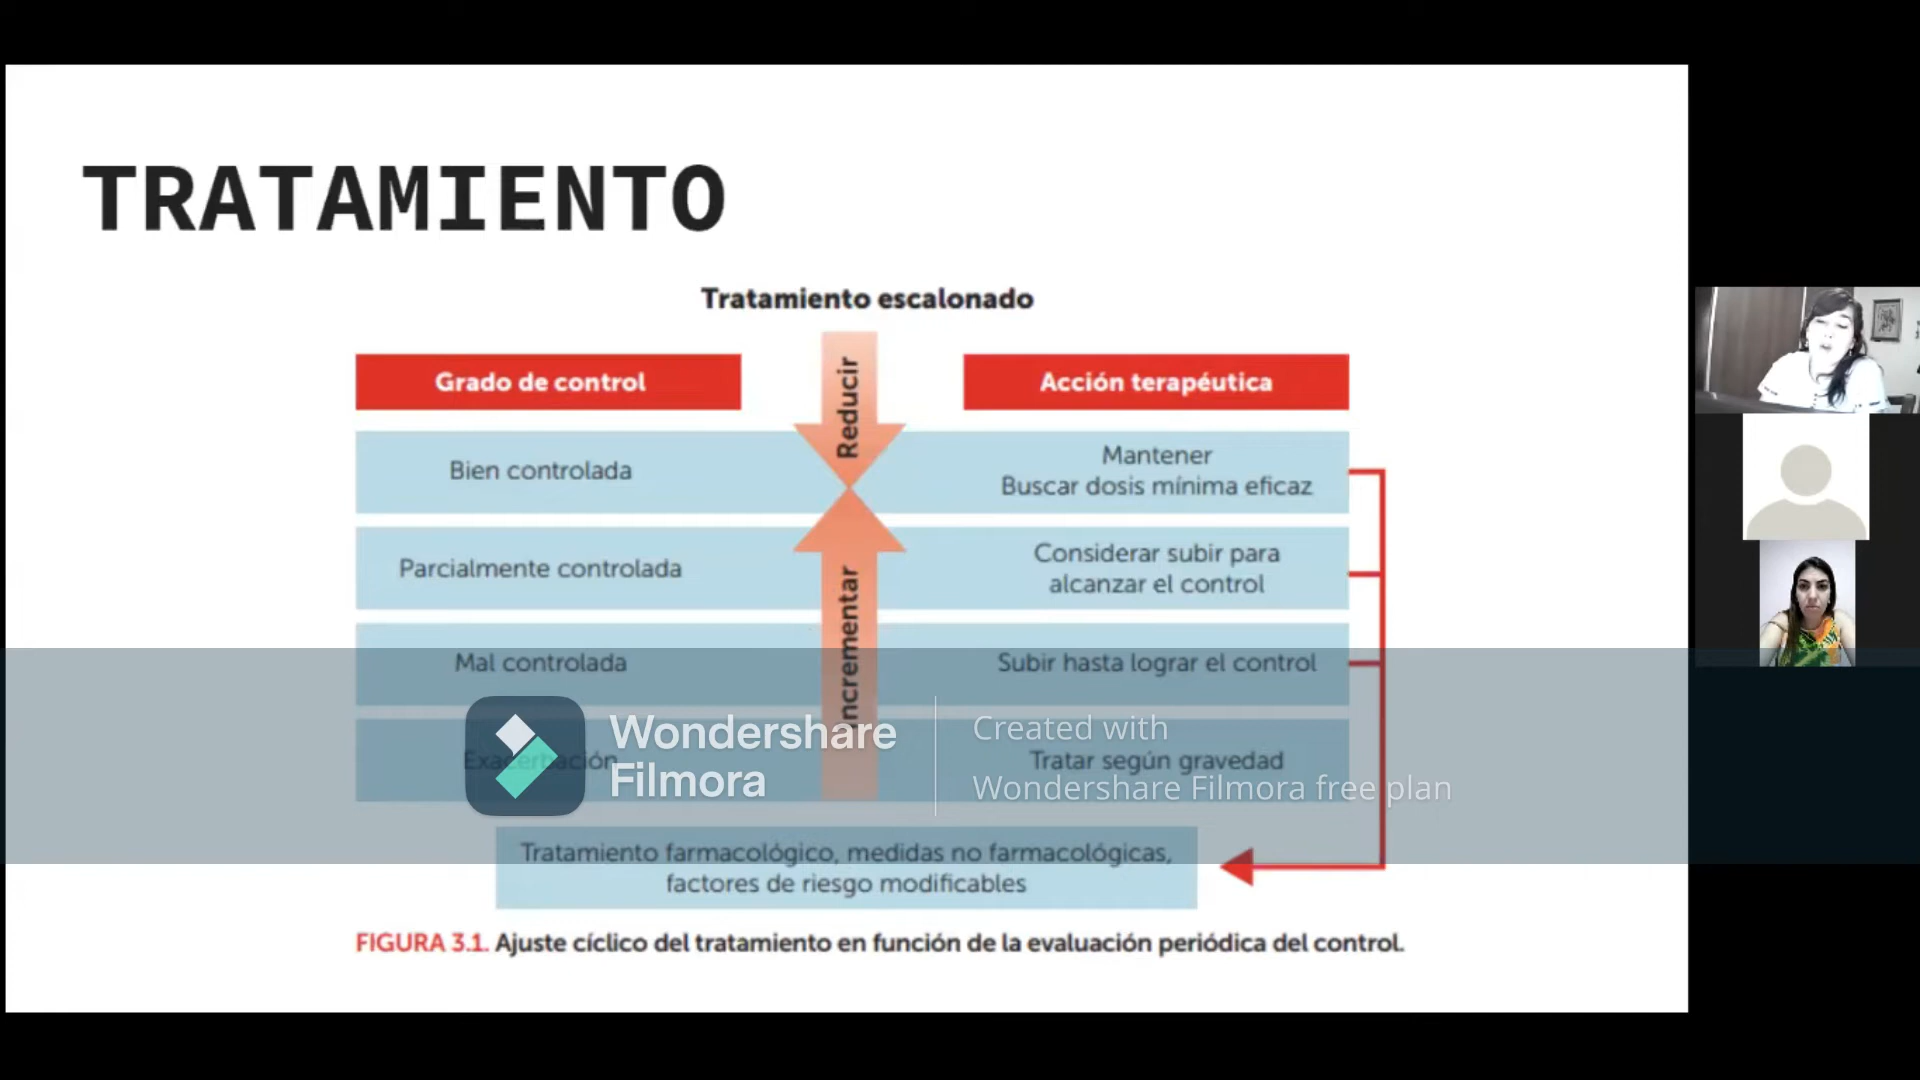 TRATAMIENTO
Tratamiento escalonado
Grado de control
Reducir
Acción terapéutica
Bien controlada
Mantener
Buscar dosis mínima eficaz
Parcialmente controlada
Considerar subir para
alcanzar el control
Incrementar
Mal controlada
Subir hasta lograr el control
Exacerbación
Tratar según gravedad
Wondershare
Filmora
Created with
Wondershare Filmora free plan
Tratamiento farmacológico, medidas no farmacológicas,
factores de riesgo modificables
FIGURA 3.1. Ajuste cíclico del tratamiento en función de la evaluación periódica del control.